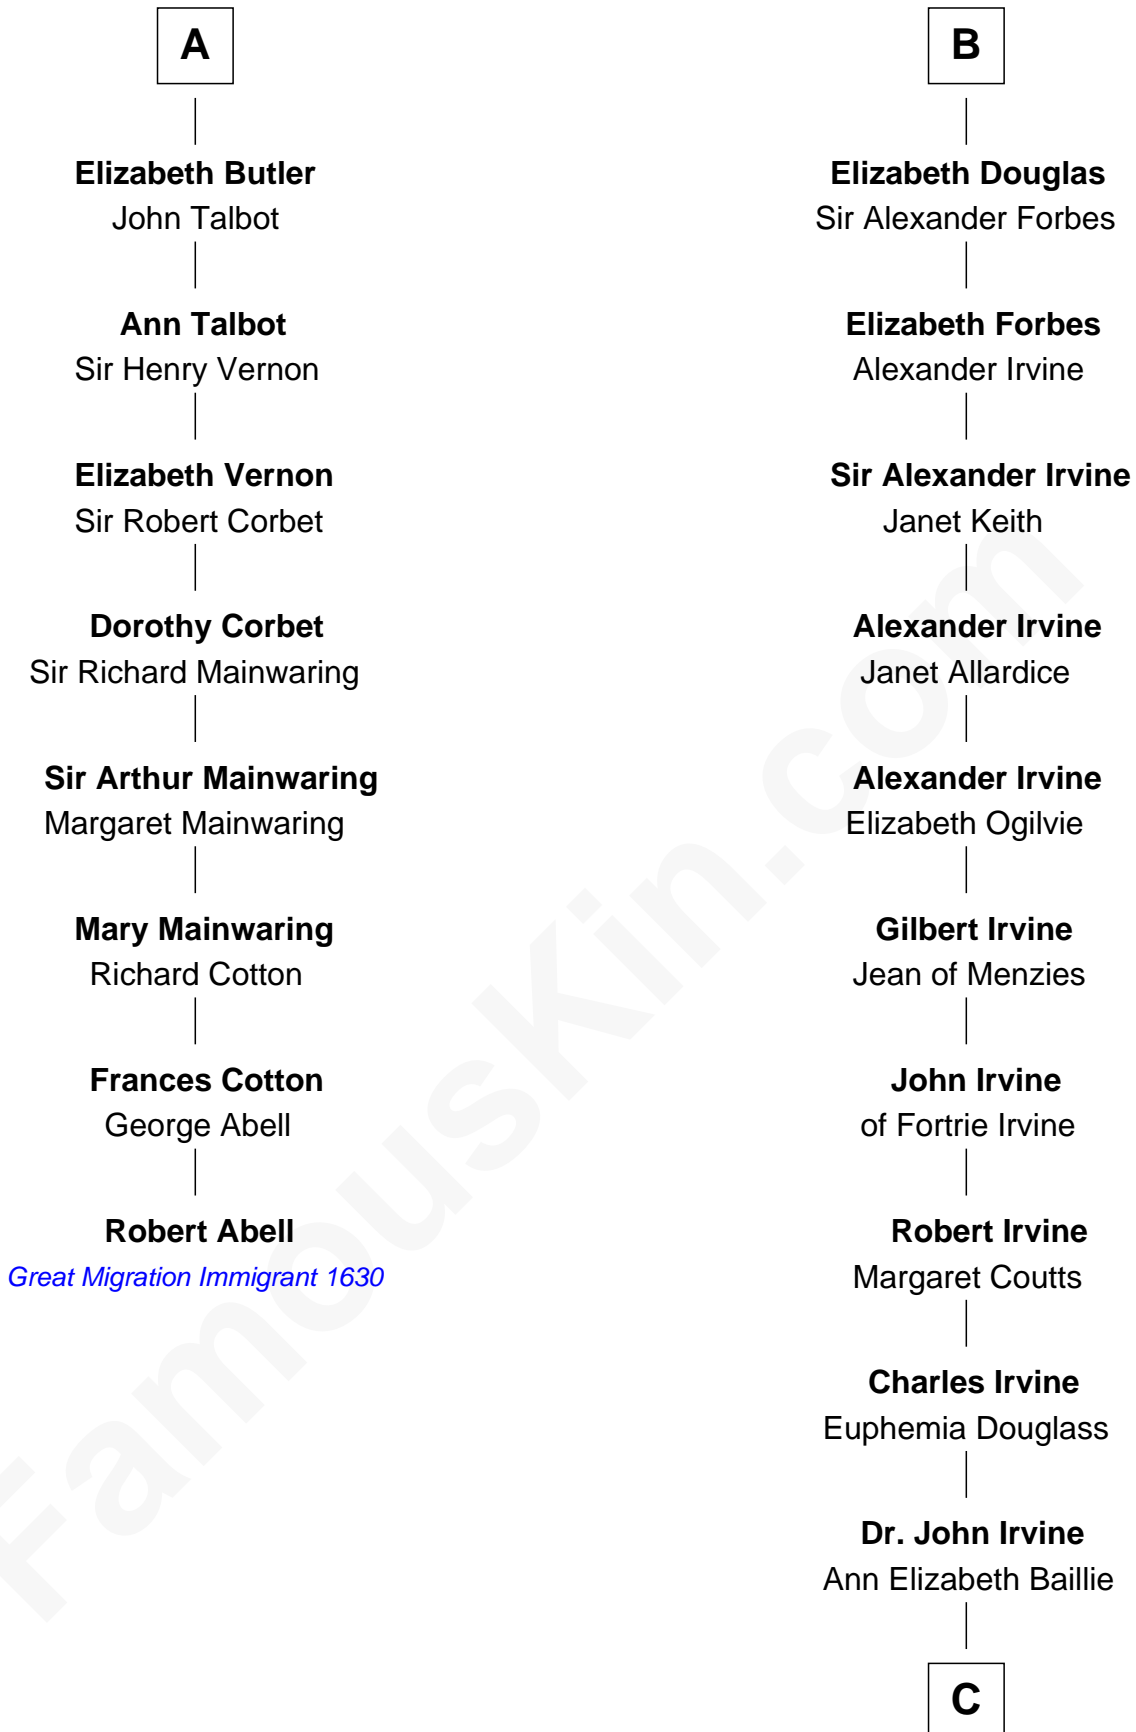 A
Elizabeth Butler
John Talbot
Ann Talbot
Sir Henry Vernon
Elizabeth Vernon
Sir Robert Corbet
Dorothy Corbet
Sir Richard Mainwaring
Sir Arthur Mainwaring
Margaret Mainwaring
Mary Mainwaring
Richard Cotton
Frances Cotton
George Abell
Robert Abell
Great Migration Immigrant 1630
B
Elizabeth Douglas
Sir Alexander Forbes
Elizabeth Forbes
Alexander Irvine
Sir Alexander Irvine
Janet Keith
Alexander Irvine
Janet Allardice
Alexander Irvine
Elizabeth Ogilvie
Gilbert Irvine
Jean of Menzies
John Irvine
of Fortrie Irvine
Robert Irvine
Margaret Coutts
Charles Irvine
Euphemia Douglass
Dr. John Irvine
Ann Elizabeth Baillie
C
FamousKin.com